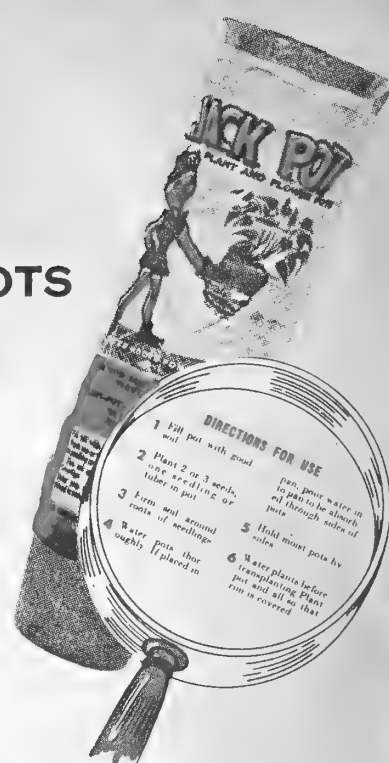 JACK POT
PLANT AND FLOWER POT
OTS
DIRECTIONS FOR USE
1 Fill pot with good
soil
2 Plant 2 or 3 seeds,
one seedling or
tuber in pot
3 Firm soil around
roots of seedlings
4 Water pots thor
oughly If placed in
pan, pour water in
to pan to be absorb
ed through sides of
pots
5 Hold moist pots by
sides
6 Water plants before
transplanting Plant
pot and all so that
rim is covered